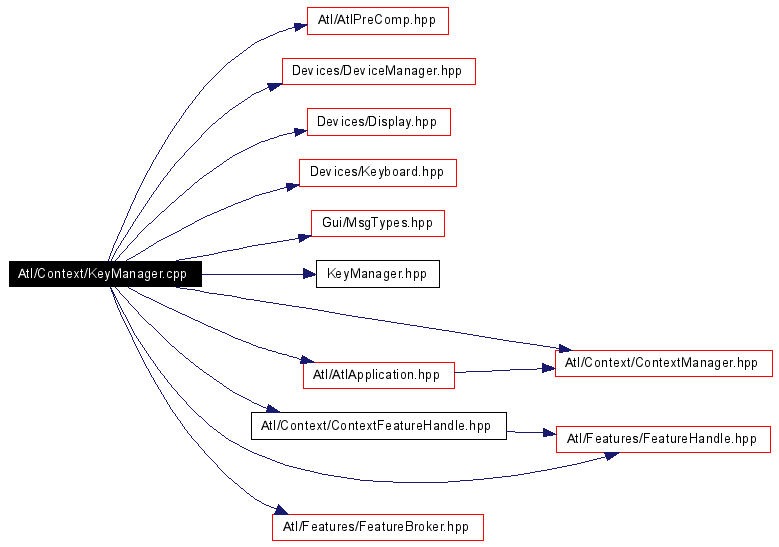 Atl/AtlPreComp.hpp
Devices/DeviceManager.hpp
Devices/Display.hpp
Devices/Keyboard.hpp
Gui/MsgTypes.hpp
Atl/Context/KeyManager.cpp
KeyManager.hpp
Atl/Context/ContextManager.hpp
Atl/AtlApplication.hpp
Atl/Context/ContextFeatureHandle.hpp
Atl/Features/FeatureHandle.hpp
Atl/Features/FeatureBroker.hpp